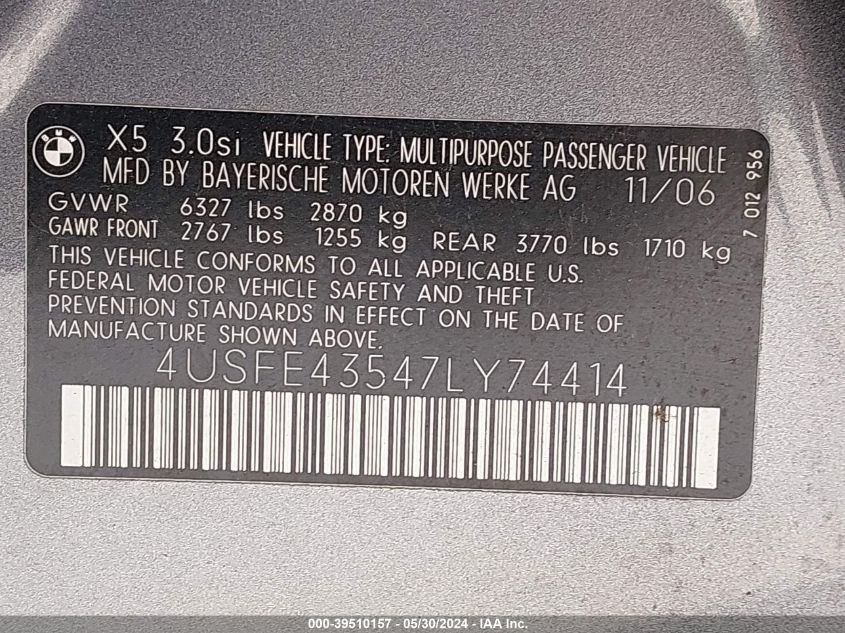 BMW
X5 3.0si VEHICLE TYPE: MULTIPURPOSE PASSENGER VEHICLE
MFD BY BAYERISCHE MOTOREN WERKE AG 11/06
GVWR 6327 lbs 2870 kg
GAWR FRONT 2767 lbs 1255 kg REAR 3770 lbs 1710 kg
THIS VEHICLE CONFORMS TO ALL APPLICABLE U.S.
FEDERAL MOTOR VEHICLE SAFETY AND THEFT
PREVENTION STANDARDS IN EFFECT ON THE DATE OF
MANUFACTURE SHOWN ABOVE.
4USFE43547LY74414
7 012 956
000-39510157 - 05/30/2024 - IAA Inc.